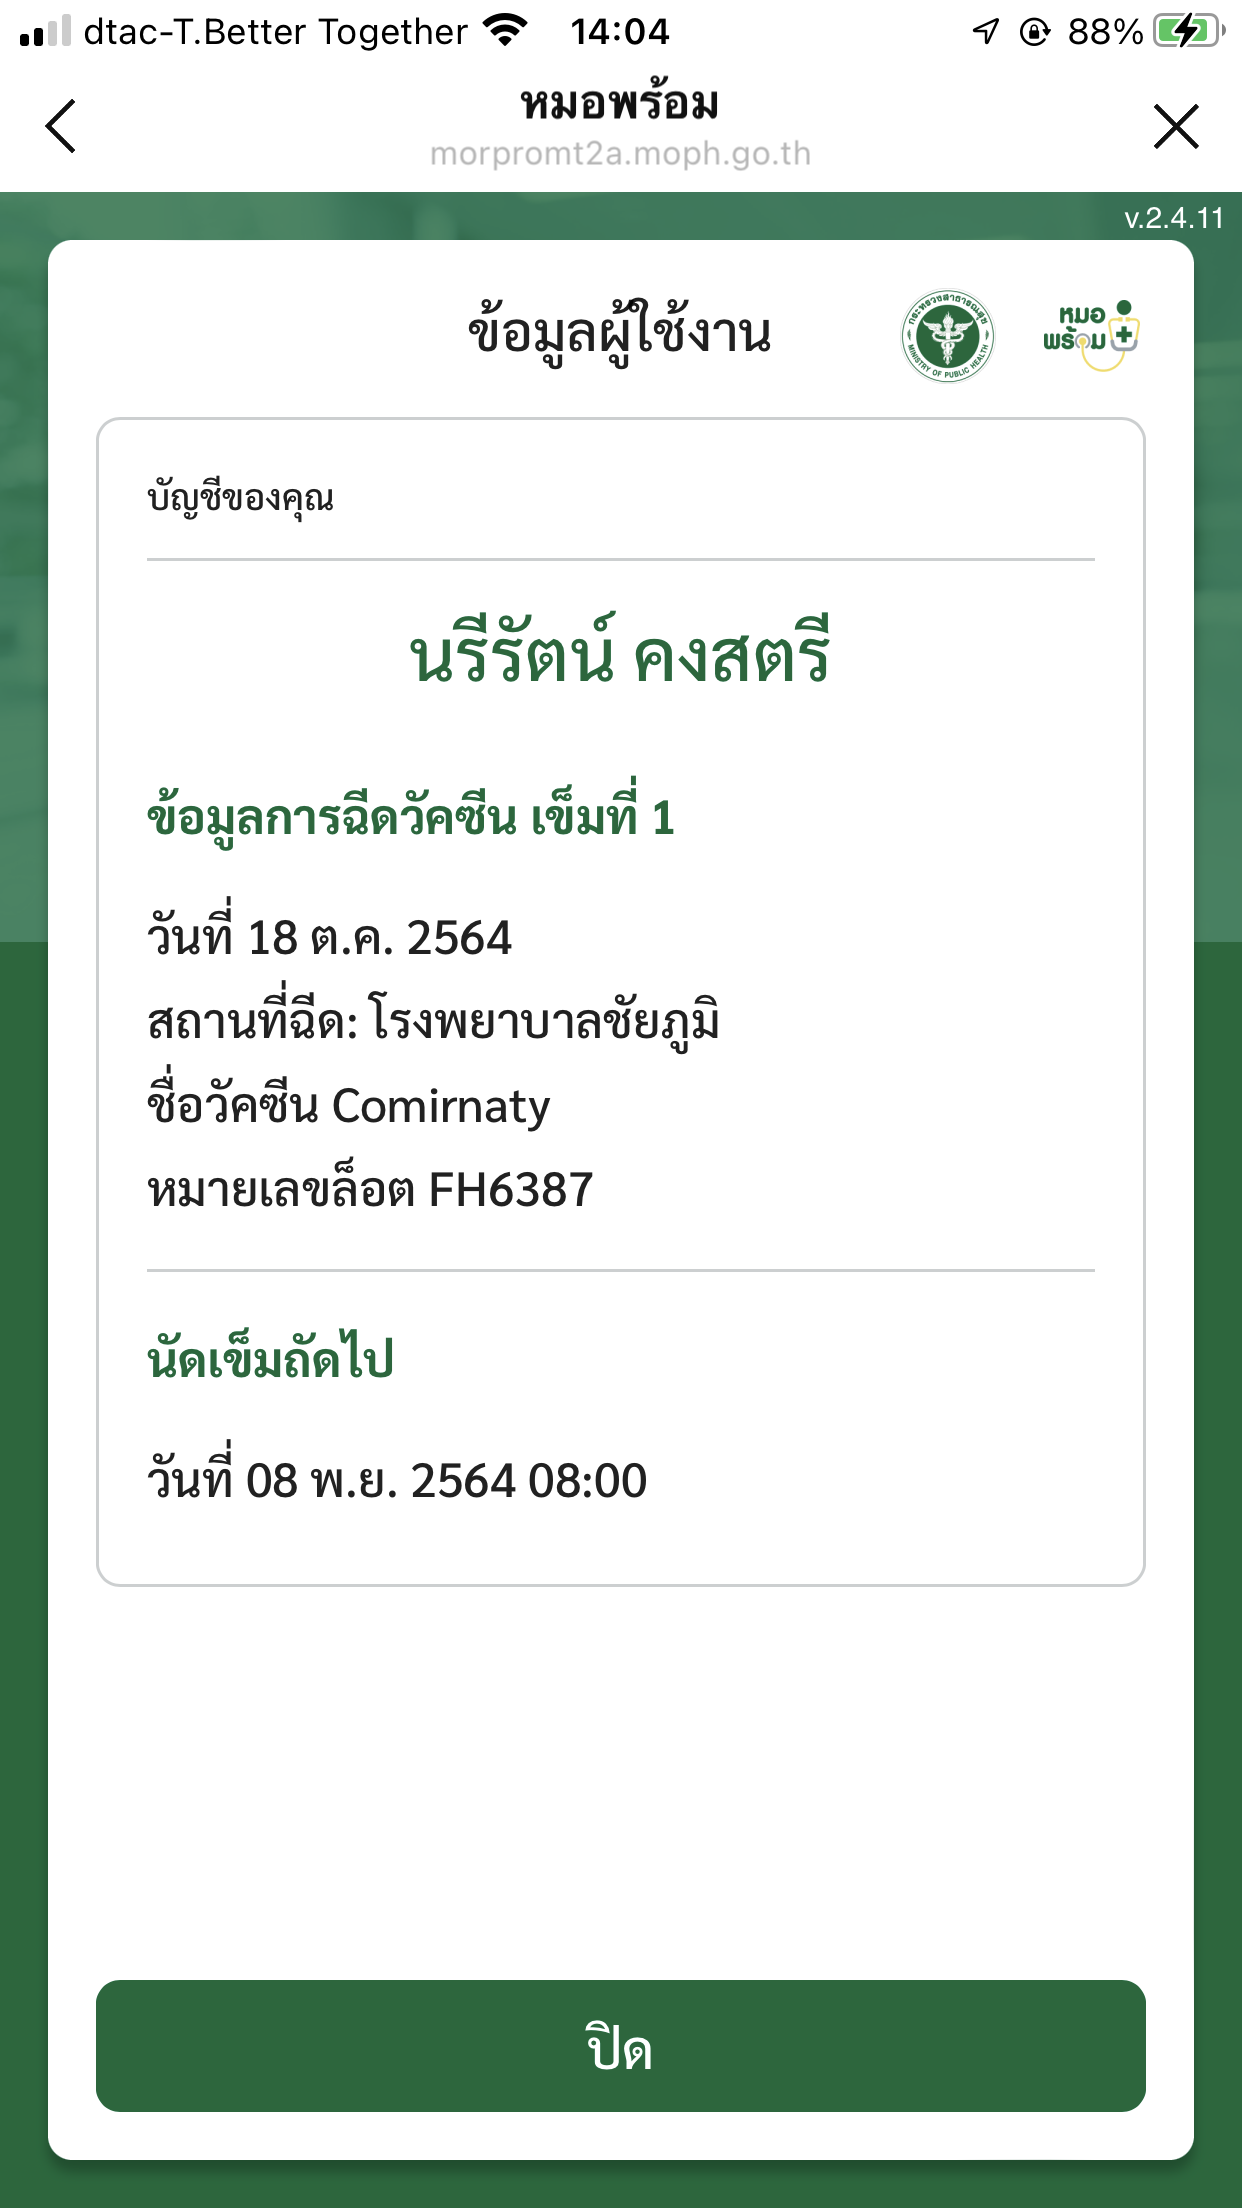 dtac-T.Better Together 14:04 88%
หมอพร้อม
morpromt2a.moph.go.th
v.2.4.11
ข้อมูลผู้ใช้งาน
กระทรวงสาธารณสุข
MINISTRY OF PUBLIC HEALTH
หมอ
พร้อม
บัญชีของคุณ
นรีรัตน์ คงสตรี
ข้อมูลการฉีดวัคซีน เข็มที่ 1
วันที่ 18 ต.ค. 2564
สถานที่ฉีด: โรงพยาบาลชัยภูมิ
ชื่อวัคซีน Comirnaty
หมายเลขล็อต FH6387
นัดเข็มถัดไป
วันที่ 08 พ.ย. 2564 08:00
ปิด